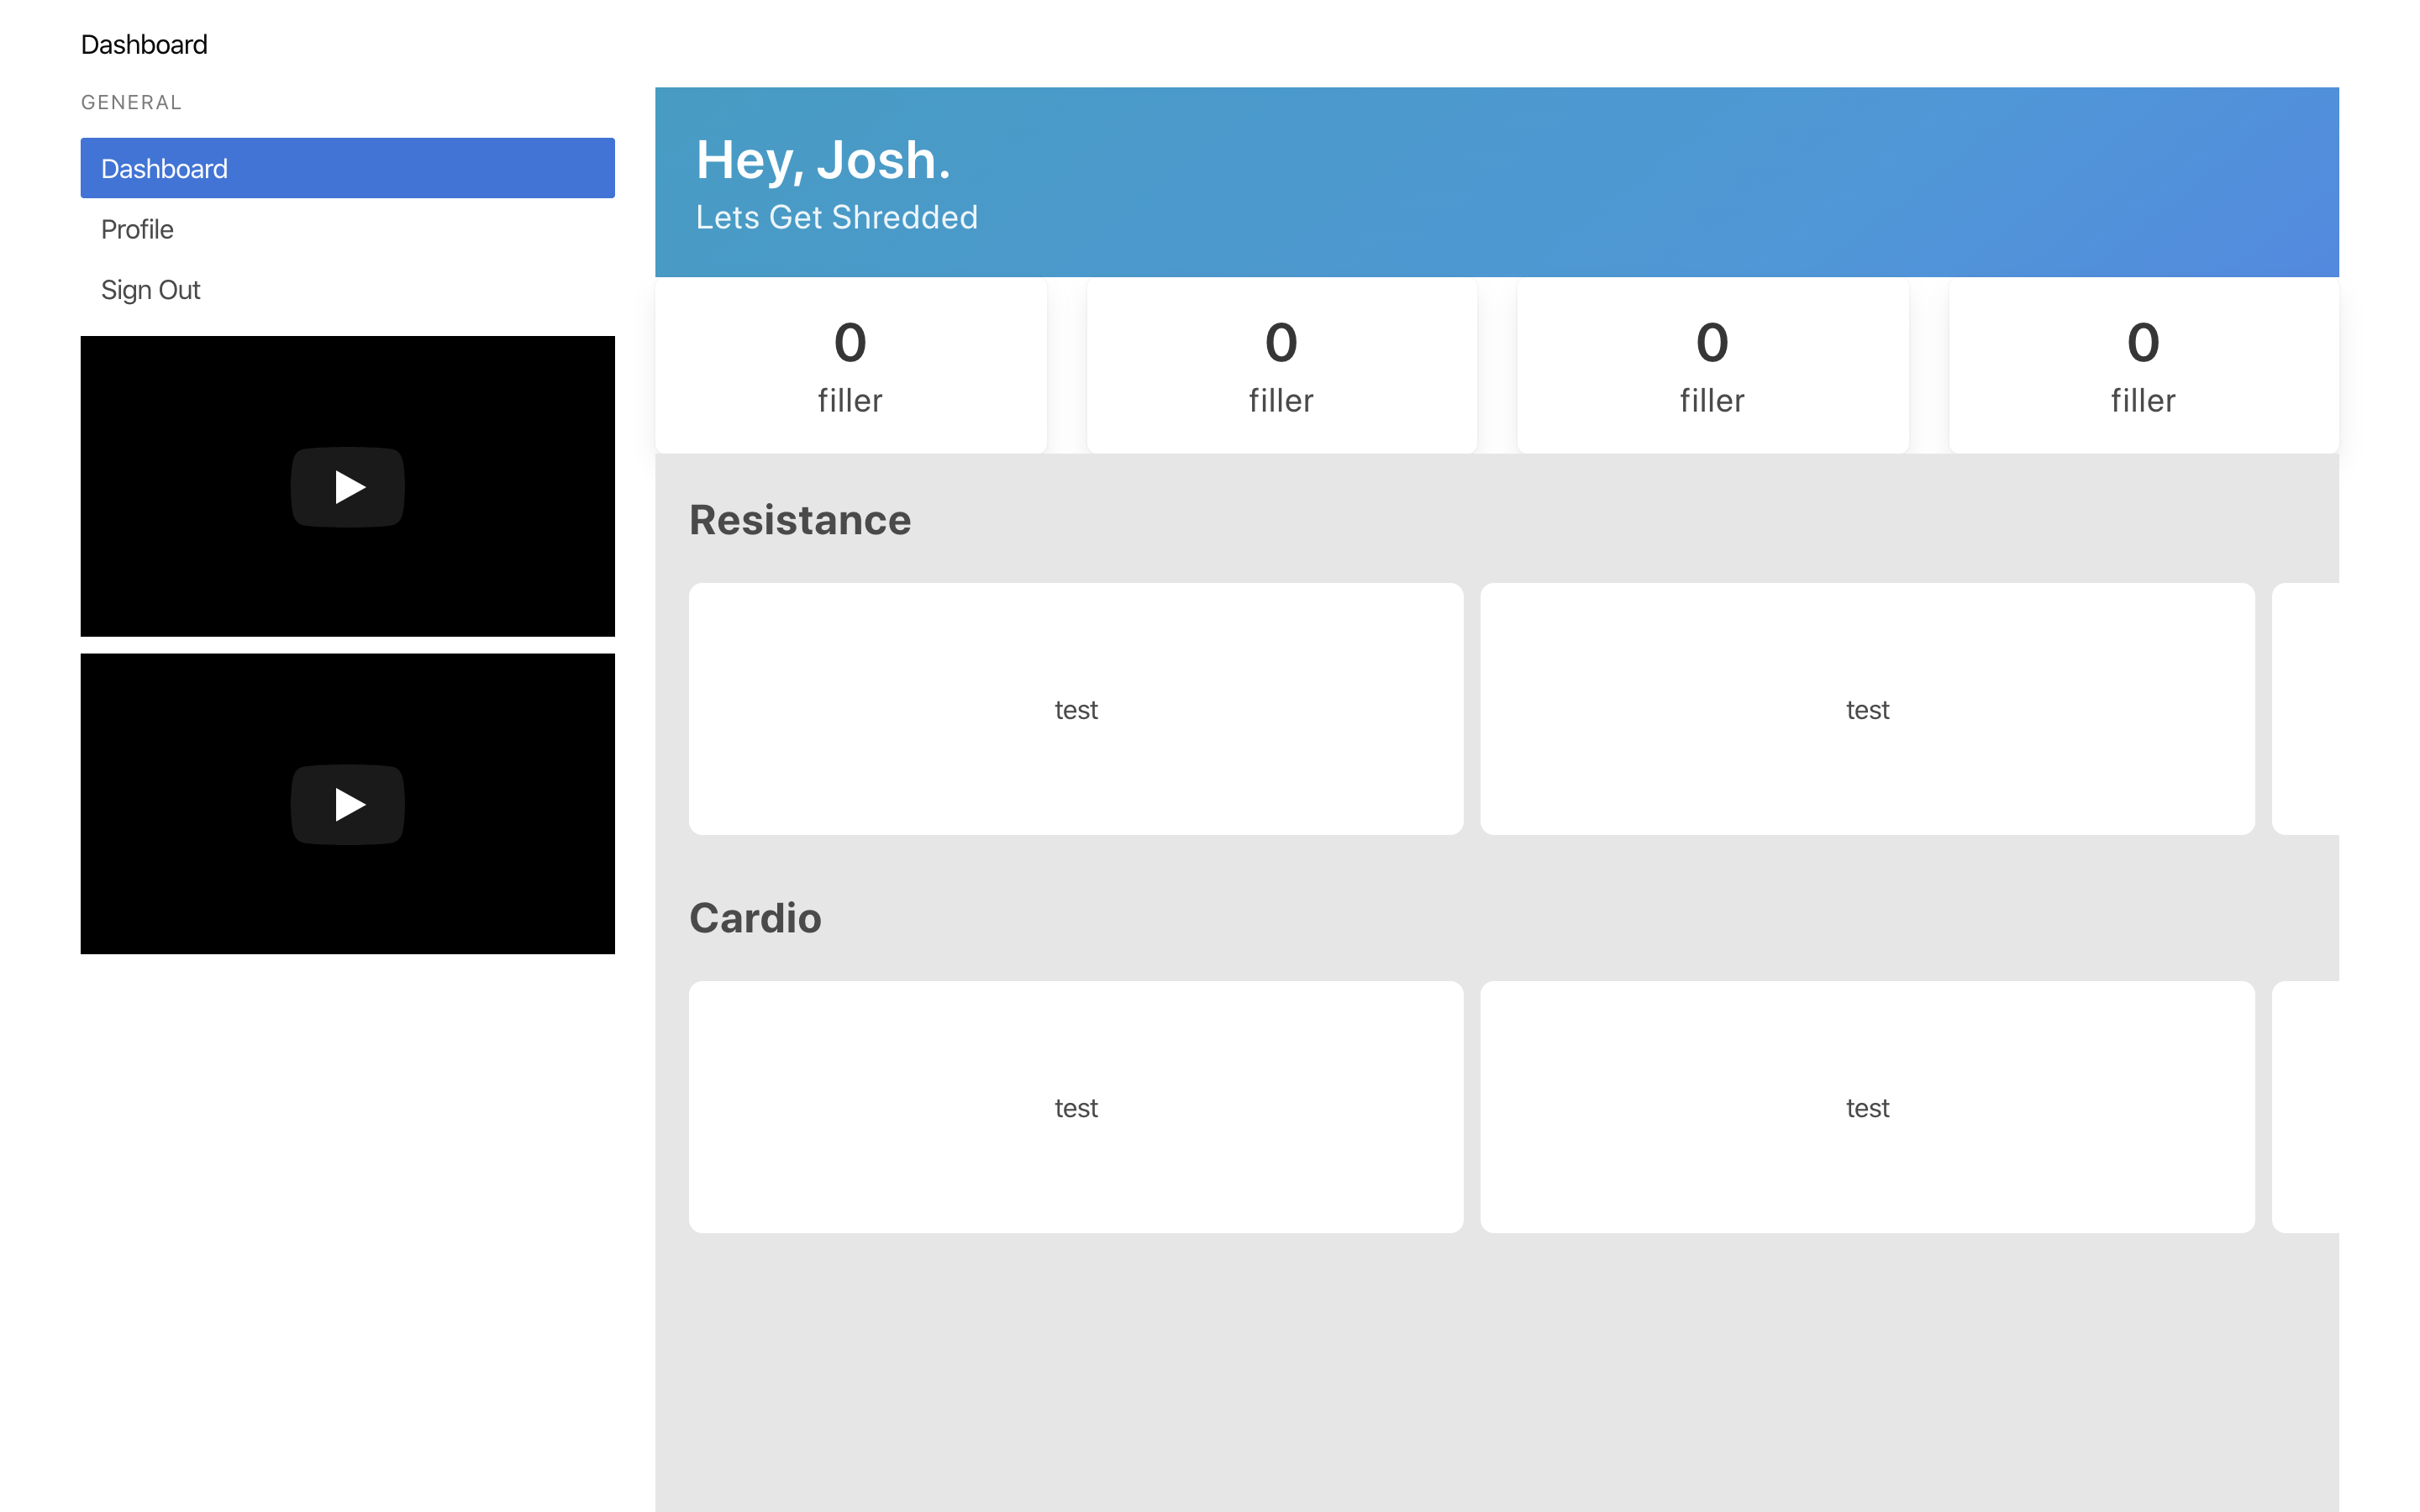 Dashboard
GENERAL
Dashboard
Profile
Sign Out
Hey, Josh.
Lets Get Shredded
0
filler
0
filler
0
filler
0
filler
Resistance
test
test
Cardio
test
test